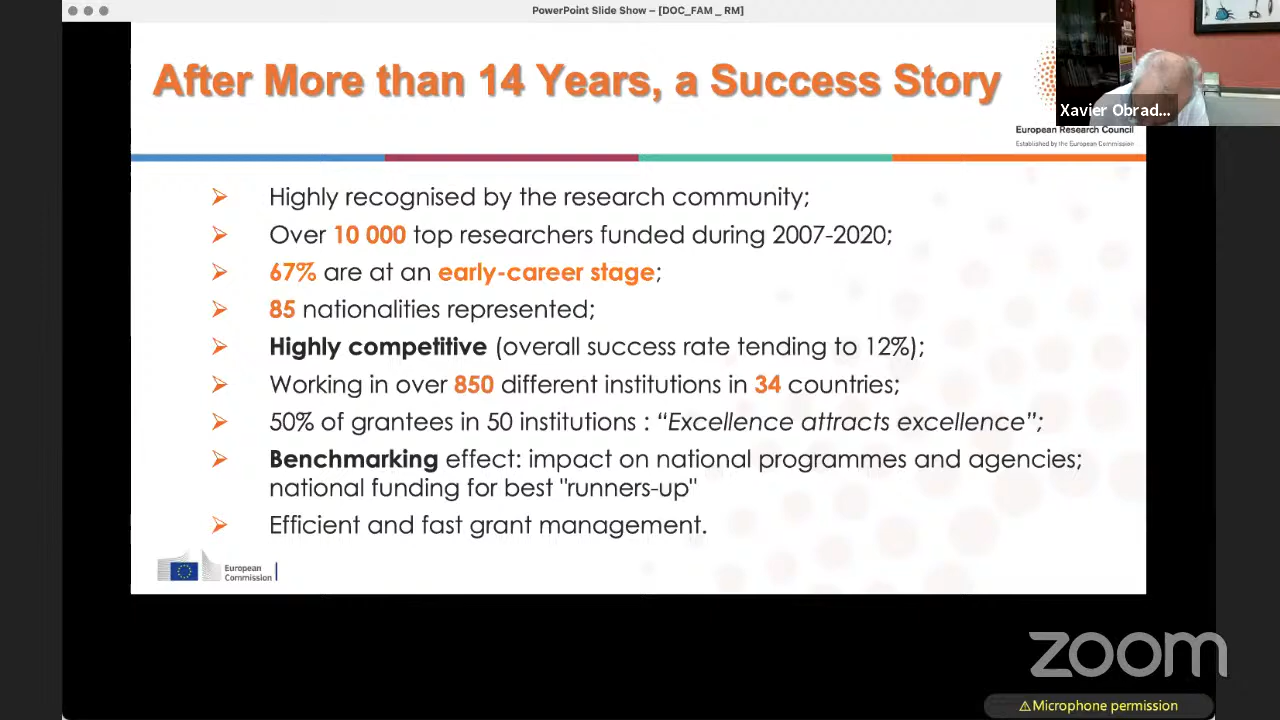 PowerPoint Slide Show – [DOC_FAM _ RM]
After More than 14 Years, a Success Story
Xavier Obrad...
European Research Council
Established by the European Commission
Highly recognised by the research community;
Over 10 000 top researchers funded during 2007-2020;
67% are at an early-career stage;
85 nationalities represented;
Highly competitive (overall success rate tending to 12%);
Working in over 850 different institutions in 34 countries;
50% of grantees in 50 institutions : “Excellence attracts excellence”;
Benchmarking effect: impact on national programmes and agencies;
national funding for best "runners-up"
Efficient and fast grant management.
European
Commission
zoom
⚠Microphone permission